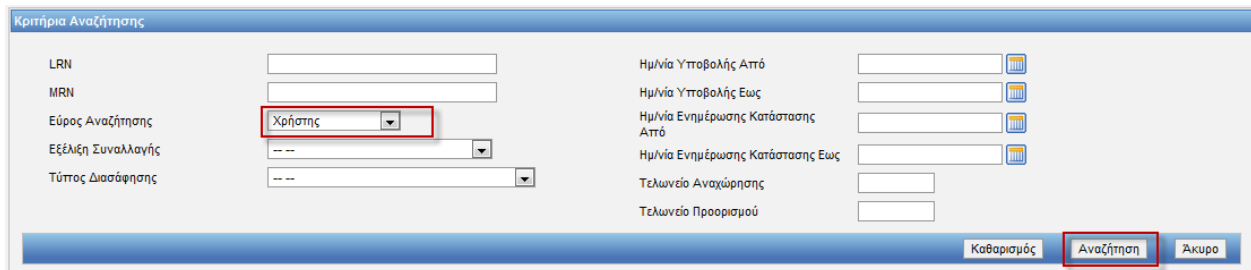 Κριτήρια Αναζήτησης
LRN
MRN
Εύρος Αναζήτησης Χρήστης
Εξέλιξη Συναλλαγής -- --
Τύπος Διασάφησης -- --
Ημ/νία Υποβολής Από
Ημ/νία Υποβολής Εως
Ημ/νία Ενημέρωσης Κατάστασης
Από
Ημ/νία Ενημέρωσης Κατάστασης Εως
Τελωνείο Αναχώρησης
Τελωνείο Προορισμού
Καθαρισμός Αναζήτηση Άκυρο